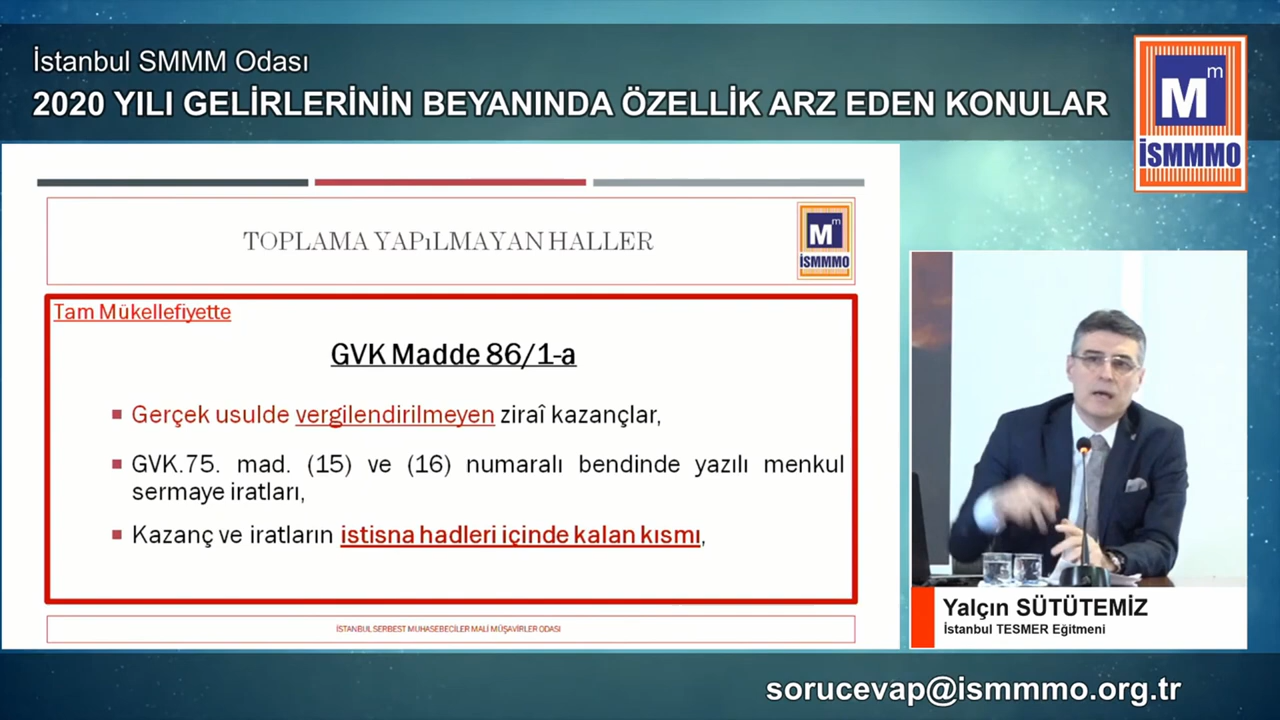 İstanbul SMMM Odası
2020 YILI GELİRLERİNİN BEYANINDA ÖZELLİK ARZ EDEN KONULAR
Mm
İSMMMO
TOPLAMA YAPıLMAYAN HALLER
Mm
İSMMMO
Tam Mükellefiyette
GVK Madde 86/1-a
Gerçek usulde vergilendirilmeyen ziraî kazançlar,
GVK.75. mad. (15) ve (16) numaralı bendinde yazılı menkul
sermaye iratları,
Kazanç ve iratların istisna hadleri içinde kalan kısmı,
İSTANBUL SERBEST MUHASEBECİLER MALİ MÜŞAVİRLER ODASI
Yalçın SÜTÜTEMİZ
İstanbul TESMER Eğitmeni
sorucevap@ismmmo.org.tr